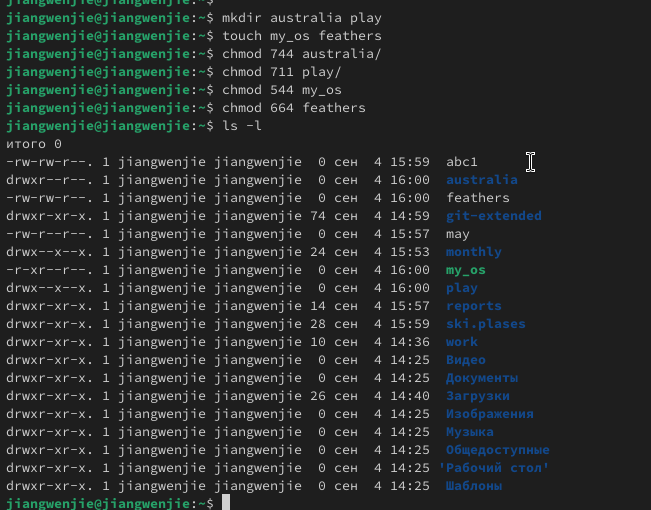 jiangwenjie@jiangwenjie:~$ mkdir australia play
jiangwenjie@jiangwenjie:~$ touch my_os feathers
jiangwenjie@jiangwenjie:~$ chmod 744 australia/
jiangwenjie@jiangwenjie:~$ chmod 711 play/
jiangwenjie@jiangwenjie:~$ chmod 544 my_os
jiangwenjie@jiangwenjie:~$ chmod 664 feathers
jiangwenjie@jiangwenjie:~$ ls -l
итого 0
-rw-rw-r--. 1 jiangwenjie jiangwenjie  0 сен  4 15:59  abc1
drwxr--r--. 1 jiangwenjie jiangwenjie  0 сен  4 16:00  australia
-rw-rw-r--. 1 jiangwenjie jiangwenjie  0 сен  4 16:00  feathers
drwxr-xr-x. 1 jiangwenjie jiangwenjie 74 сен  4 14:59  git-extended
-rw-r--r--. 1 jiangwenjie jiangwenjie  0 сен  4 15:57  may
drwx--x--x. 1 jiangwenjie jiangwenjie 24 сен  4 15:53  monthly
-r-xr--r--. 1 jiangwenjie jiangwenjie  0 сен  4 16:00  my_os
drwx--x--x. 1 jiangwenjie jiangwenjie  0 сен  4 16:00  play
drwxr-xr-x. 1 jiangwenjie jiangwenjie 14 сен  4 15:57  reports
drwxr-xr-x. 1 jiangwenjie jiangwenjie 28 сен  4 15:59  ski.plases
drwxr-xr-x. 1 jiangwenjie jiangwenjie 10 сен  4 14:36  work
drwxr-xr-x. 1 jiangwenjie jiangwenjie  0 сен  4 14:25  Видео
drwxr-xr-x. 1 jiangwenjie jiangwenjie  0 сен  4 14:25  Документы
drwxr-xr-x. 1 jiangwenjie jiangwenjie 26 сен  4 14:40  Загрузки
drwxr-xr-x. 1 jiangwenjie jiangwenjie  0 сен  4 14:25  Изображения
drwxr-xr-x. 1 jiangwenjie jiangwenjie  0 сен  4 14:25  Музыка
drwxr-xr-x. 1 jiangwenjie jiangwenjie  0 сен  4 14:25  Общедоступные
drwxr-xr-x. 1 jiangwenjie jiangwenjie  0 сен  4 14:25 'Рабочий стол'
drwxr-xr-x. 1 jiangwenjie jiangwenjie  0 сен  4 14:25  Шаблоны
jiangwenjie@jiangwenjie:~$